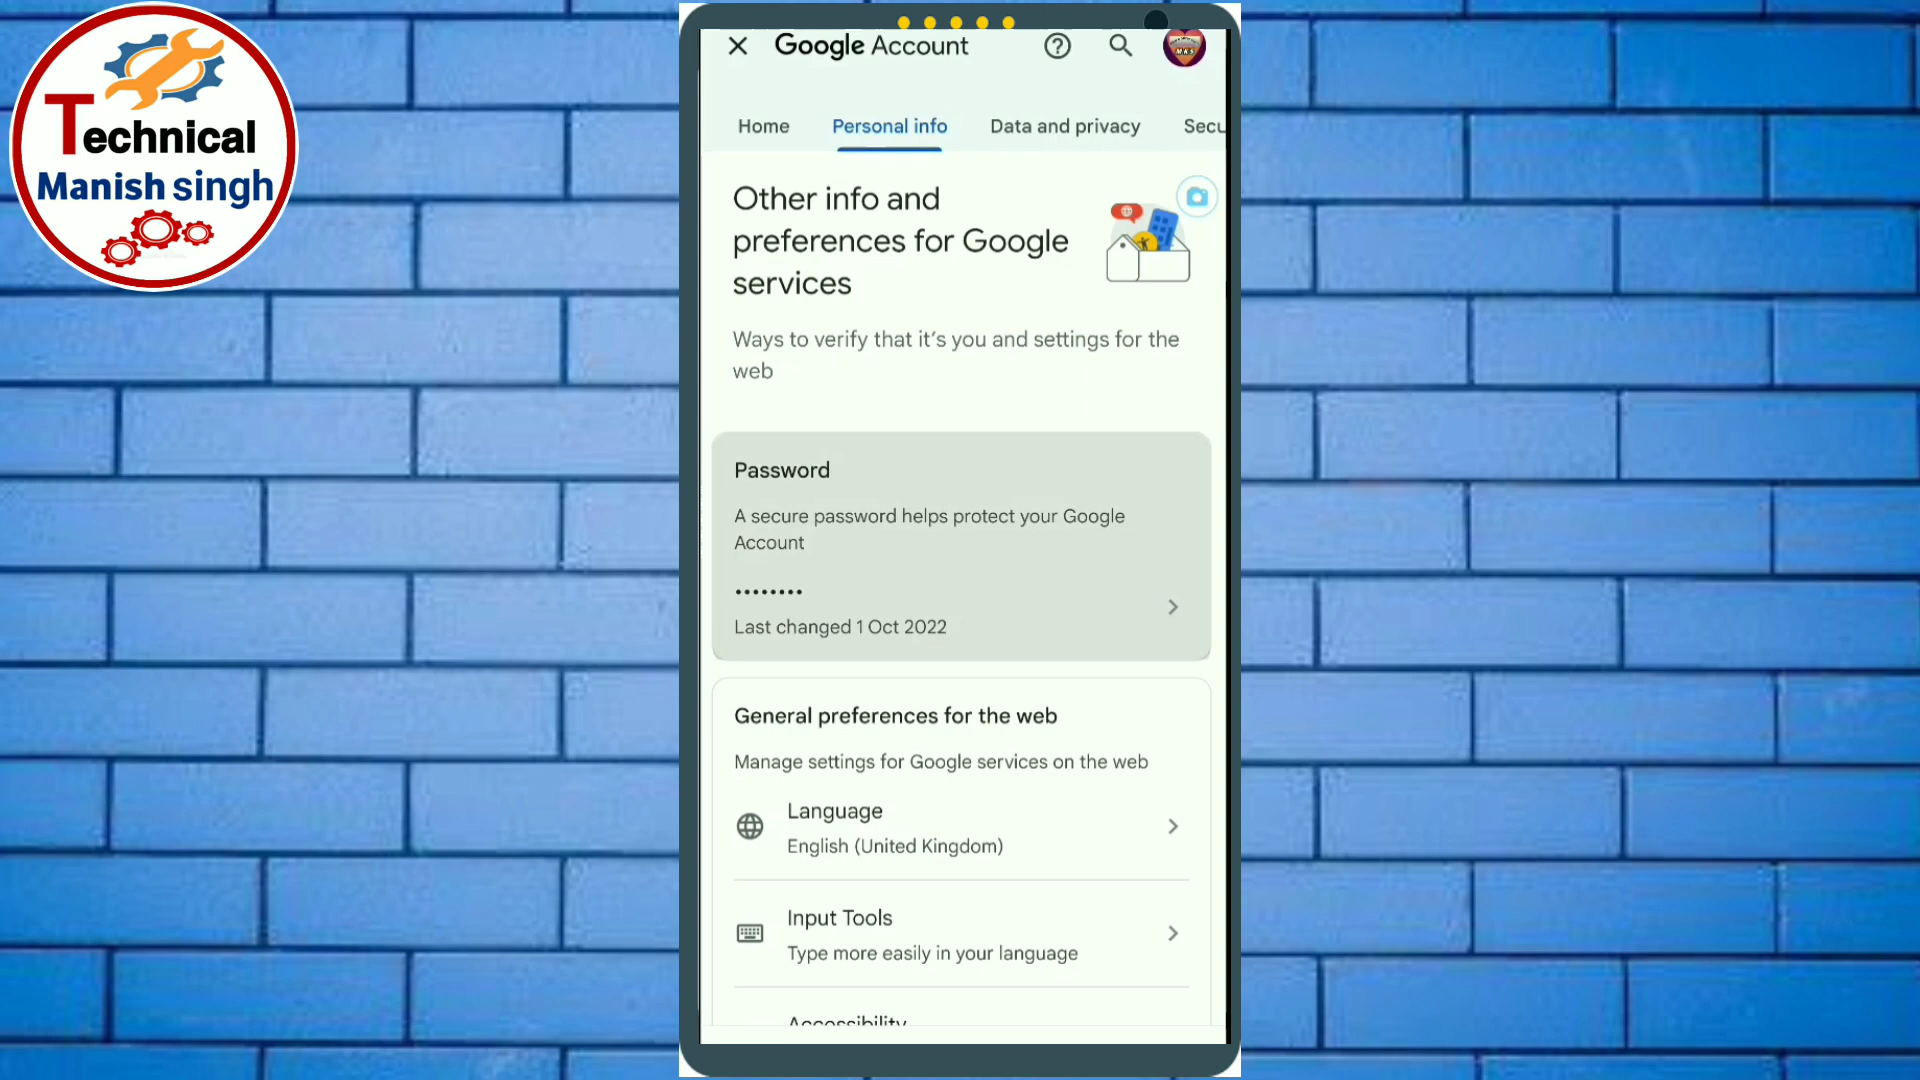 Technical
Manish singh
Google Account
MKS
Home Personal info Data and privacy Secu
Other info and
preferences for Google
services
Ways to verify that it's you and settings for the
web
Password
A secure password helps protect your Google
Account
••••••••
Last changed 1 Oct 2022
General preferences for the web
Manage settings for Google services on the web
Language
English (United Kingdom)
Input Tools
Type more easily in your language
Accessibility